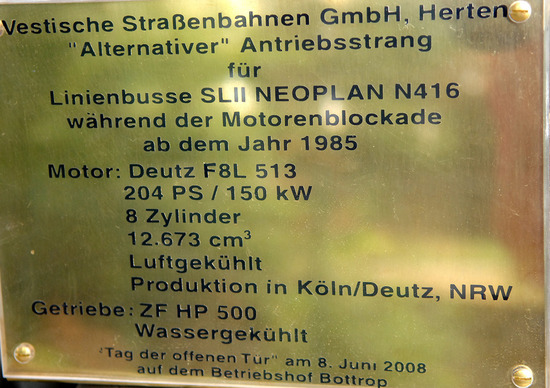 Vestische Straßenbahnen GmbH, Herten
"Alternativer" Antriebsstrang
für
Linienbusse SLII NEOPLAN N416
während der Motorenblockade
ab dem Jahr 1985
Motor: Deutz F8L 513
204 PS / 150 kW
8 Zylinder
12.673 cm³
Luftgekühlt
Produktion in Köln/Deutz, NRW
Getriebe: ZF HP 500
Wassergekühlt
"Tag der offenen Tür" am 8. Juni 2008
auf dem Betriebshof Bottrop